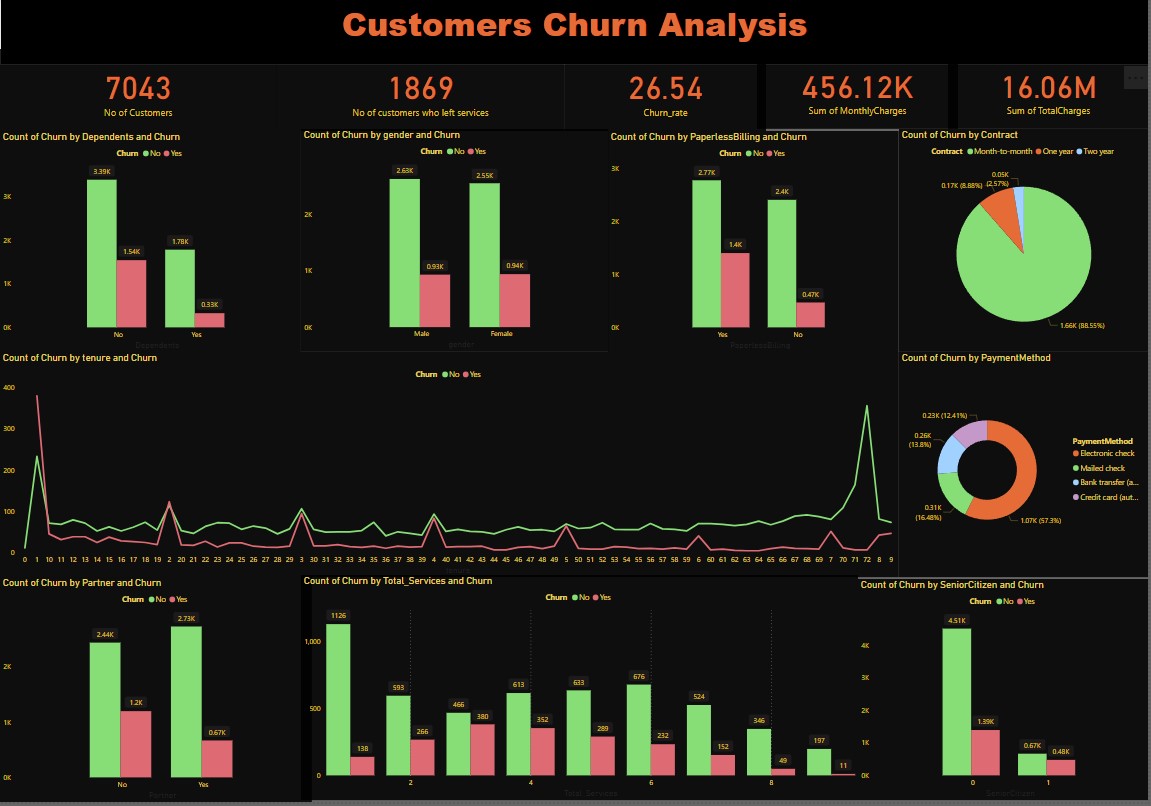 Customers Churn Analysis
7043
No of Customers
1869
No of customers who left services
26.54
Churn_rate
456.12K
Sum of MonthlyCharges
16.06M
Sum of TotalCharges
Count of Churn by Dependents and Churn
Churn No Yes
3K
2K
1K
0K
3.39K
1.54K
1.78K
0.33K
No Yes
Dependents
Count of Churn by gender and Churn
Churn No Yes
2K
1K
0K
2.63K
0.93K
2.55K
0.94K
Male Female
gender
Count of Churn by PaperlessBilling and Churn
Churn No Yes
3K
2K
1K
0K
2.77K
1.4K
2.4K
0.47K
Yes No
PaperlessBilling
Count of Churn by Contract
Contract Month-to-month One year Two year
0.05K
(2.57%)
0.17K (8.88%)
1.66K (88.55%)
Count of Churn by tenure and Churn
Churn No Yes
400
300
200
100
0
0 1 10 11 12 13 14 15 16 17 18 19 2 20 21 22 23 24 25 26 27 28 29 3 30 31 32 33 34 35 36 37 38 39 4 40 41 42 43 44 45 46 47 48 49 5 50 51 52 53 54 55 56 57 58 59 6 60 61 62 63 64 65 66 67 68 69 7 70 71 72 8 9
tenure
Count of Churn by PaymentMethod
0.23K (12.41%)
0.26K
(13.8%)
0.31K
(16.48%)
1.07K (57.3%)
PaymentMethod
Electronic check
Mailed check
Bank transfer (a...
Credit card (aut...
Count of Churn by Partner and Churn
Churn No Yes
2K
1K
0K
2.44K
1.2K
2.73K
0.67K
No Yes
Partner
Count of Churn by Total_Services and Churn
Churn No Yes
1,000
500
0
1126
138
593
266
466
380
613
352
633
289
676
232
524
152
346
49
197
11
2 4 6 8
Total_Services
Count of Churn by SeniorCitizen and Churn
Churn No Yes
4K
3K
2K
1K
0K
4.51K
1.39K
0.67K
0.48K
0 1
SeniorCitizen